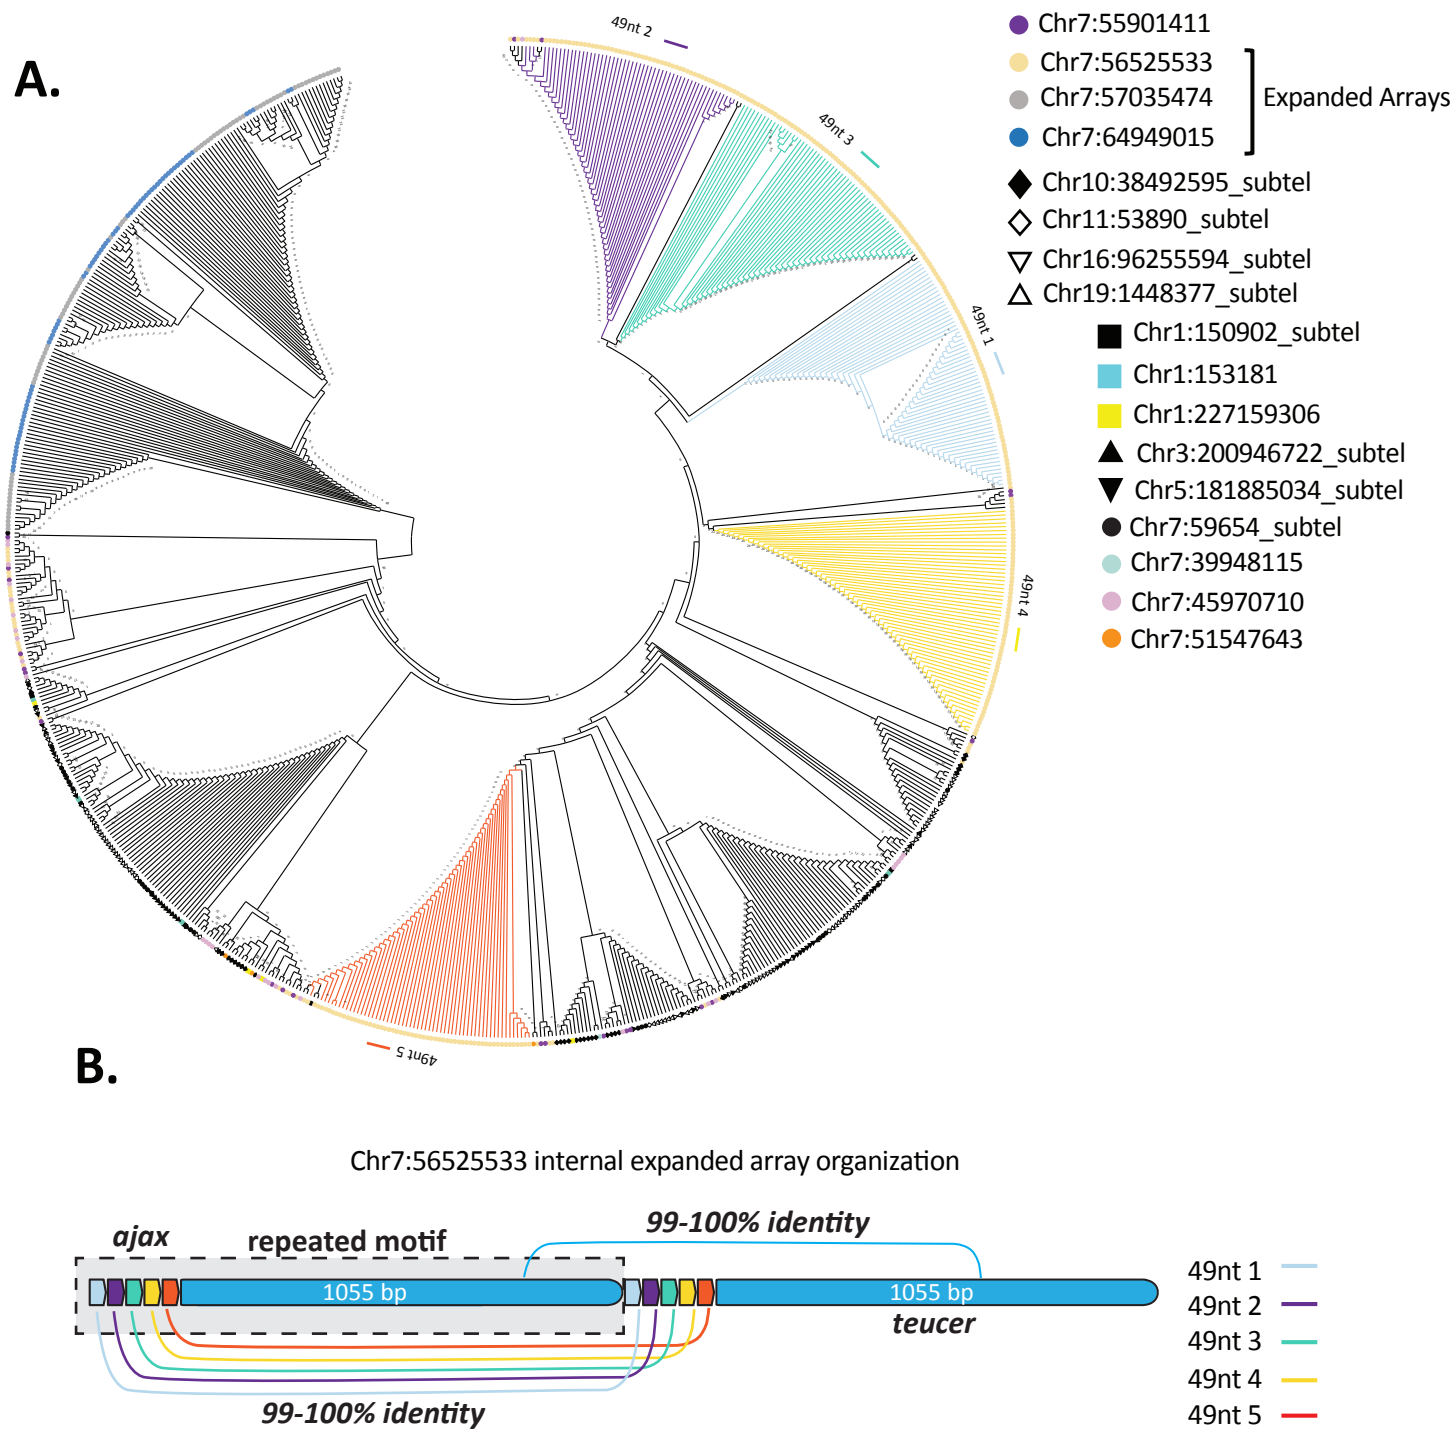 A.
49nt 2
49nt 3
49nt 1
49nt 4
49nt 5
Chr7:55901411
Chr7:56525533
Chr7:57035474
Chr7:64949015
Expanded Arrays
Chr10:38492595_subtel
Chr11:53890_subtel
Chr16:96255594_subtel
Chr19:1448377_subtel
Chr1:150902_subtel
Chr1:153181
Chr1:227159306
Chr3:200946722_subtel
Chr5:181885034_subtel
Chr7:59654_subtel
Chr7:39948115
Chr7:45970710
Chr7:51547643
B.
Chr7:56525533 internal expanded array organization
ajax
repeated motif
99-100% identity
1055 bp
1055 bp
teucer
99-100% identity
49nt 1
49nt 2
49nt 3
49nt 4
49nt 5